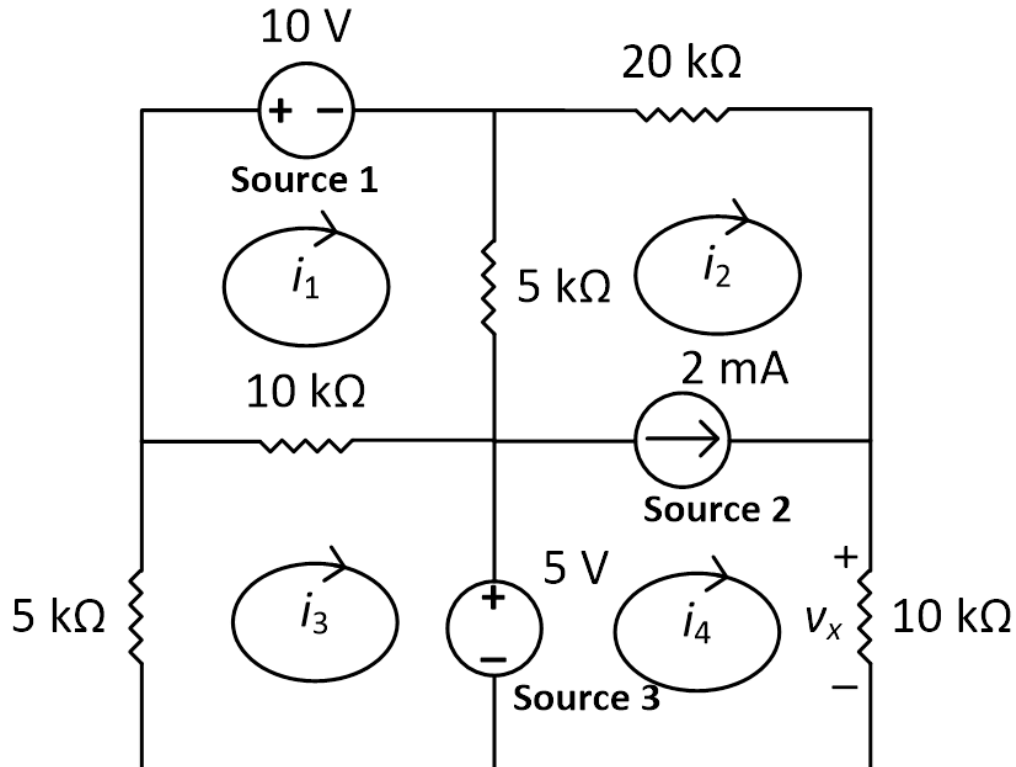 10 V
20 kΩ
+ −
Source 1
i1
5 kΩ
i2
2 mA
10 kΩ
Source 2
5 V
+
+
5 kΩ
i3
i4
vx
10 kΩ
−
−
Source 3